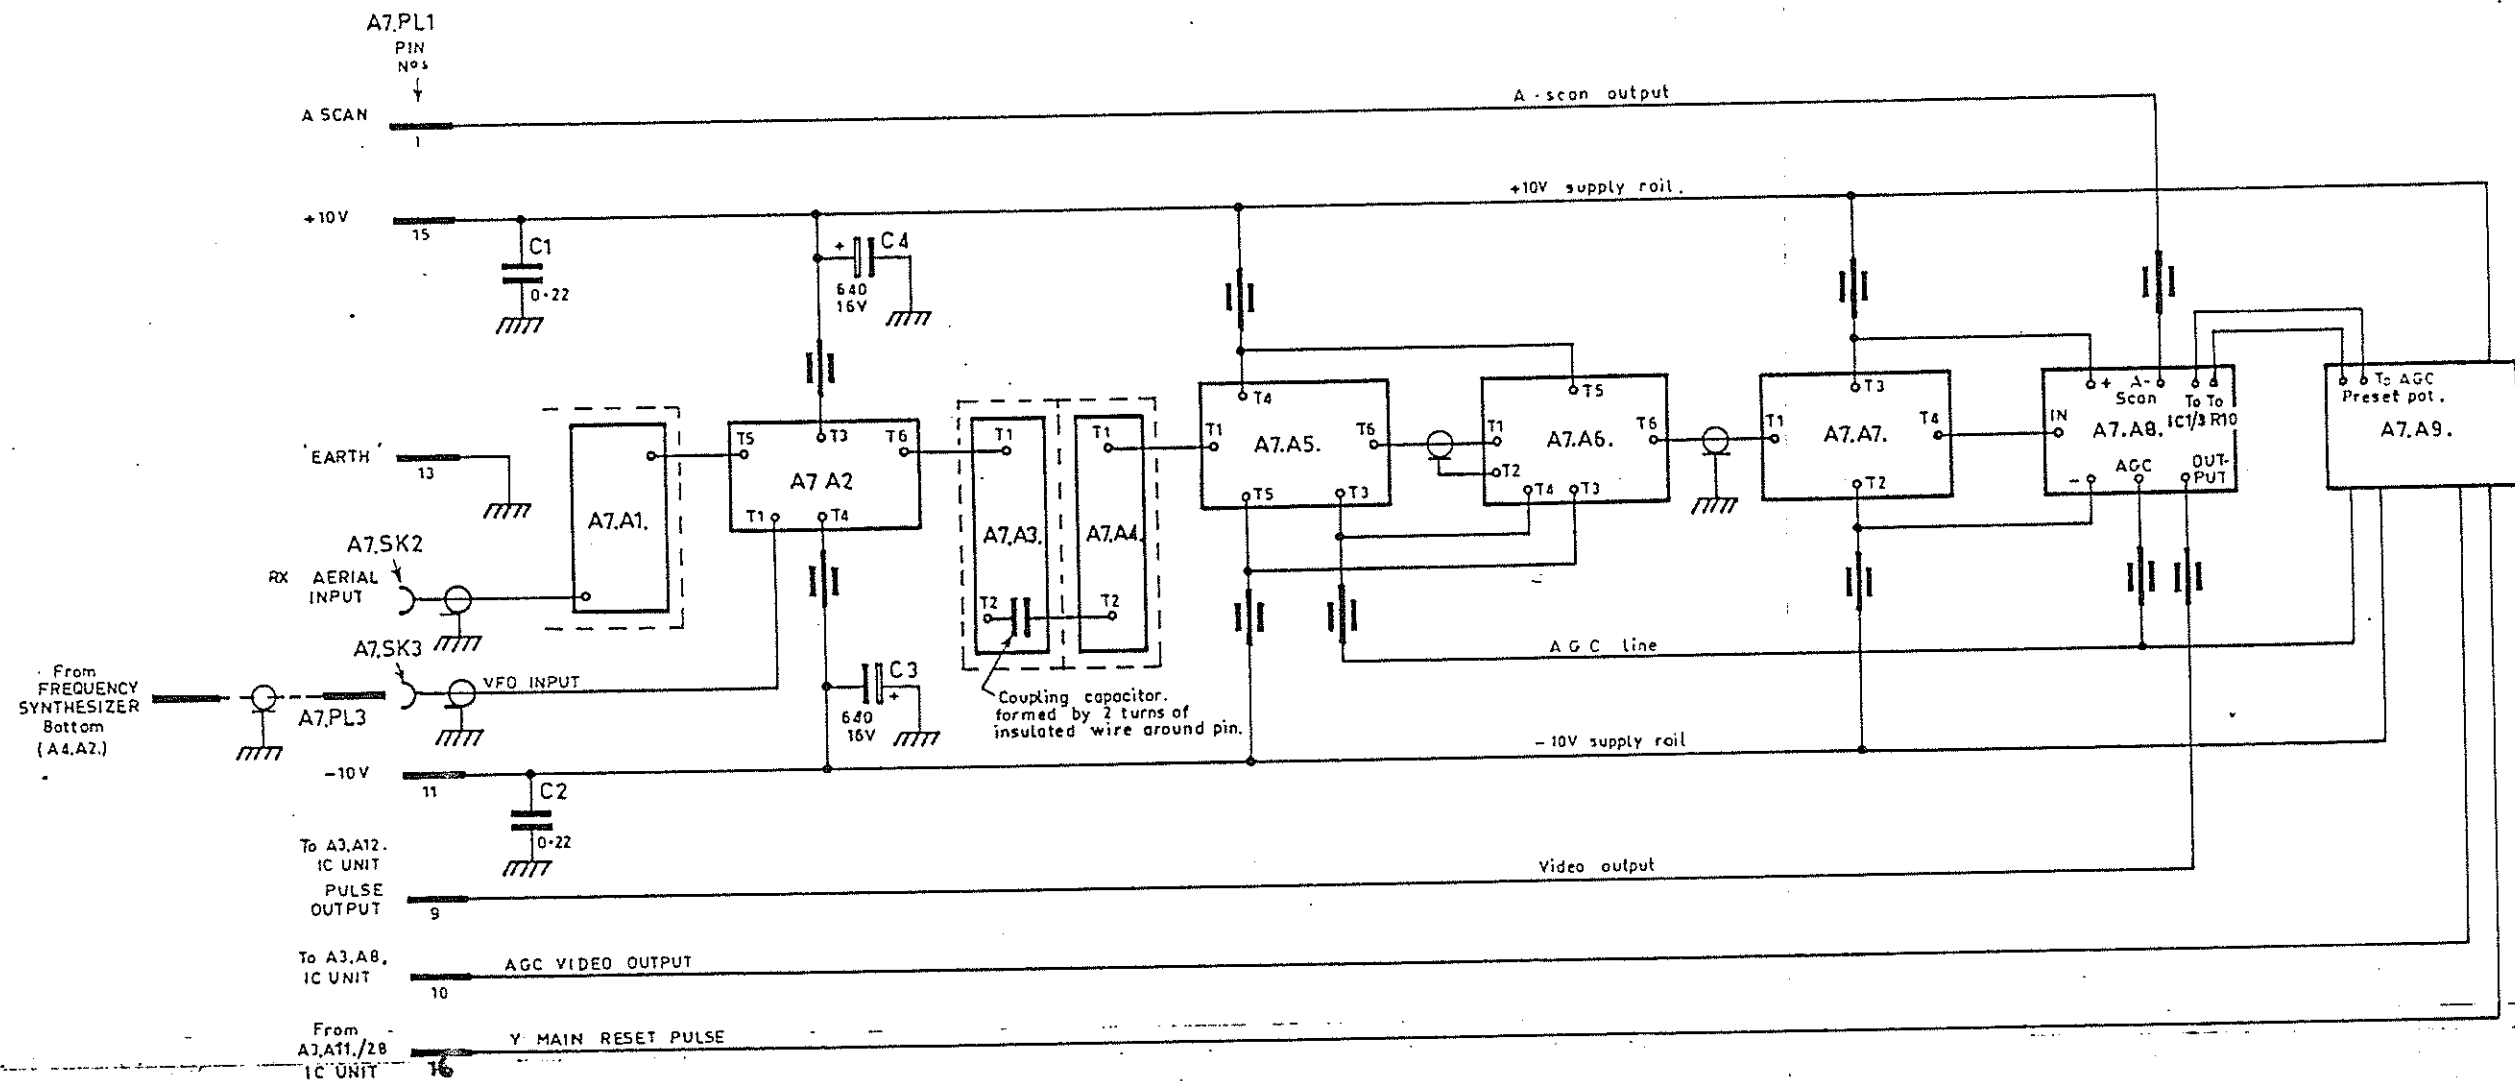 A7.PL1
PIN
Nos
A SCAN
1
A-scan output
+10V
15
+10V supply rail.
C1
0·22
+
C4
640
16V
'EARTH'
13
A7.A1.
T5
T3
T6
A7 A2
T1
T4
T1
A7.A3.
T2
T1
A7.A4.
T2
T4
T1
T6
A7.A5.
T5
T3
T5
T1
T6
A7.A6.
T2
T4
T3
T3
T1
T4
A7.A7.
T2
+
A-
Scan
To To
IC1/3 R10
IN
A7.A8.
AGC
OUT-
PUT
-
To AGC
Preset pot.
A7.A9.
A7.SK2
RX AERIAL
INPUT
A7.SK3
VFO INPUT
From
FREQUENCY
SYNTHESIZER
Bottom
(A4.A2.)
A7.PL3
Coupling capacitor.
formed by 2 turns of
insulated wire around pin.
C3
+
640
16V
AGC line
-10V supply rail
-10V
11
C2
0·22
To A3.A12.
IC UNIT
PULSE
OUTPUT
9
Video output
To A3.A8.
IC UNIT
10
AGC VIDEO OUTPUT
From
A3.A11./28
IC UNIT
16
Y MAIN RESET PULSE